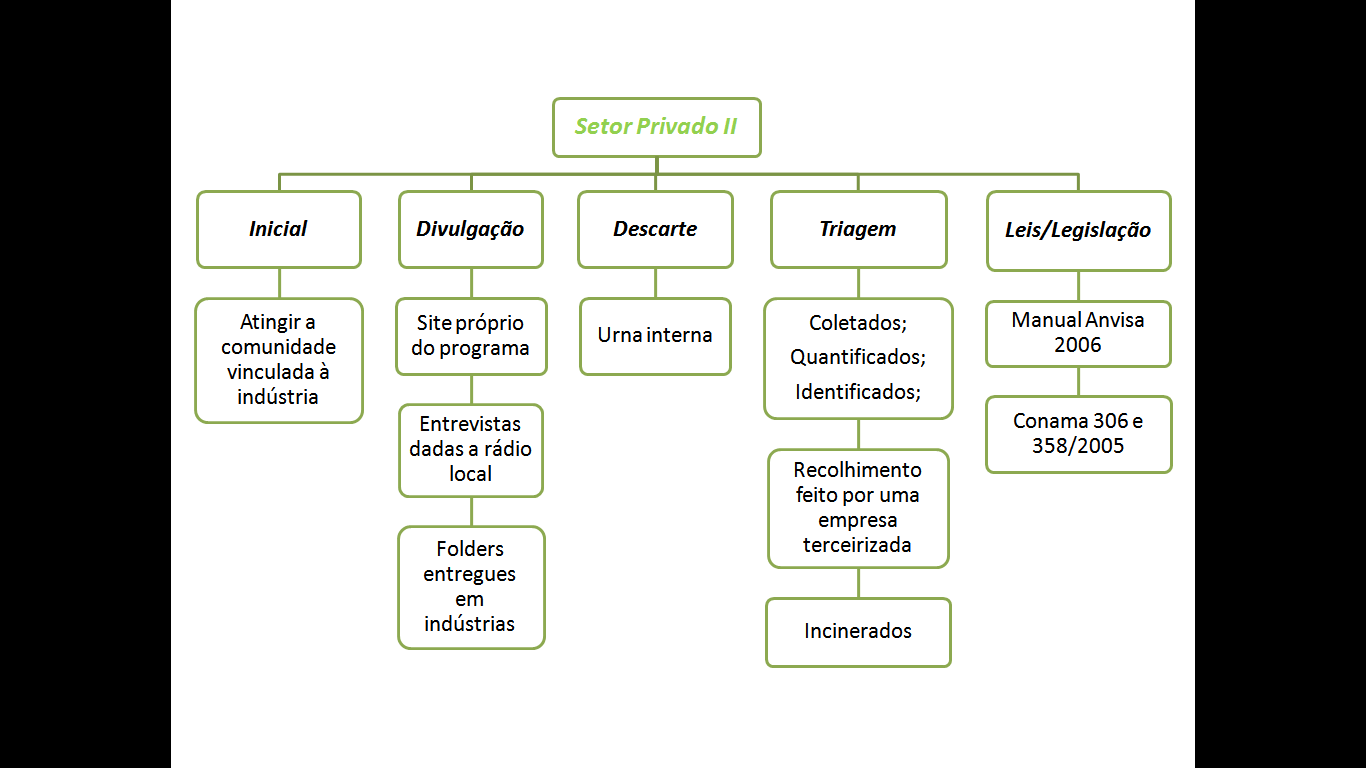 Setor Privado II
Inicial
Atingir a
comunidade
vinculada à
indústria
Divulgação
Site próprio
do programa
Entrevistas
dadas a rádio
local
Folders
entregues
em
indústrias
Descarte
Urna interna
Triagem
Coletados;
Quantificados;
Identificados;
Recolhimento
feito por uma
empresa
terceirizada
Incinerados
Leis/Legislação
Manual Anvisa
2006
Conama 306 e
358/2005